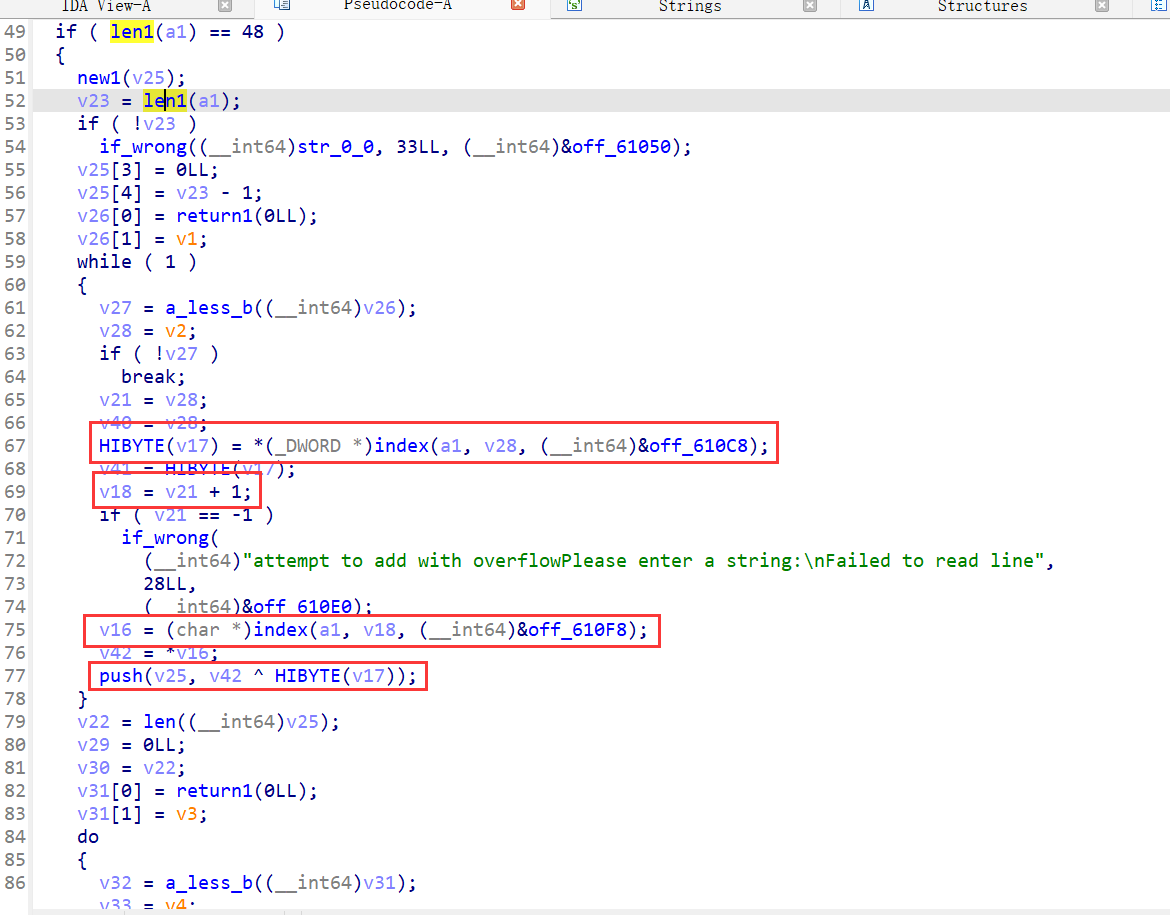 IDA View-A Pseudocode-A Strings Structures
49 if ( len1(a1) == 48 )
50 {
51 new1(v25);
52 v23 = len1(a1);
53 if ( !v23 )
54 if_wrong((__int64)str_0_0, 33LL, (__int64)&off_61050);
55 v25[3] = 0LL;
56 v25[4] = v23 - 1;
57 v26[0] = return1(0LL);
58 v26[1] = v1;
59 while ( 1 )
60 {
61 v27 = a_less_b((__int64)v26);
62 v28 = v2;
63 if ( !v27 )
64 break;
65 v21 = v28;
66 v40 = v28;
67 HIBYTE(v17) = *(_DWORD *)index(a1, v28, (__int64)&off_610C8);
68 v41 = HIBYTE(v17);
69 v18 = v21 + 1;
70 if ( v21 == -1 )
71 if_wrong(
72 (__int64)"attempt to add with overflowPlease enter a string:\nFailed to read line",
73 28LL,
74 (__int64)&off_610E0);
75 v16 = (char *)index(a1, v18, (__int64)&off_610F8);
76 v42 = *v16;
77 push(v25, v42 ^ HIBYTE(v17));
78 }
79 v22 = len((__int64)v25);
80 v29 = 0LL;
81 v30 = v22;
82 v31[0] = return1(0LL);
83 v31[1] = v3;
84 do
85 {
86 v32 = a_less_b((__int64)v31);
v33 = v4;